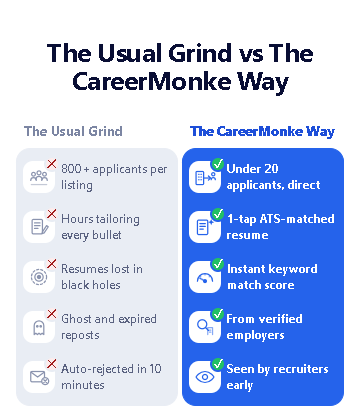 The Usual Grind vs The
CareerMonke Way
The Usual Grind
800+ applicants per
listing
Hours tailoring
every bullet
Resumes lost in
black holes
Ghost and expired
reposts
Auto-rejected in 10
minutes
The CareerMonke Way
Under 20
applicants, direct
1-tap ATS-matched
resume
Instant keyword
match score
From verified
employers
Seen by recruiters
early